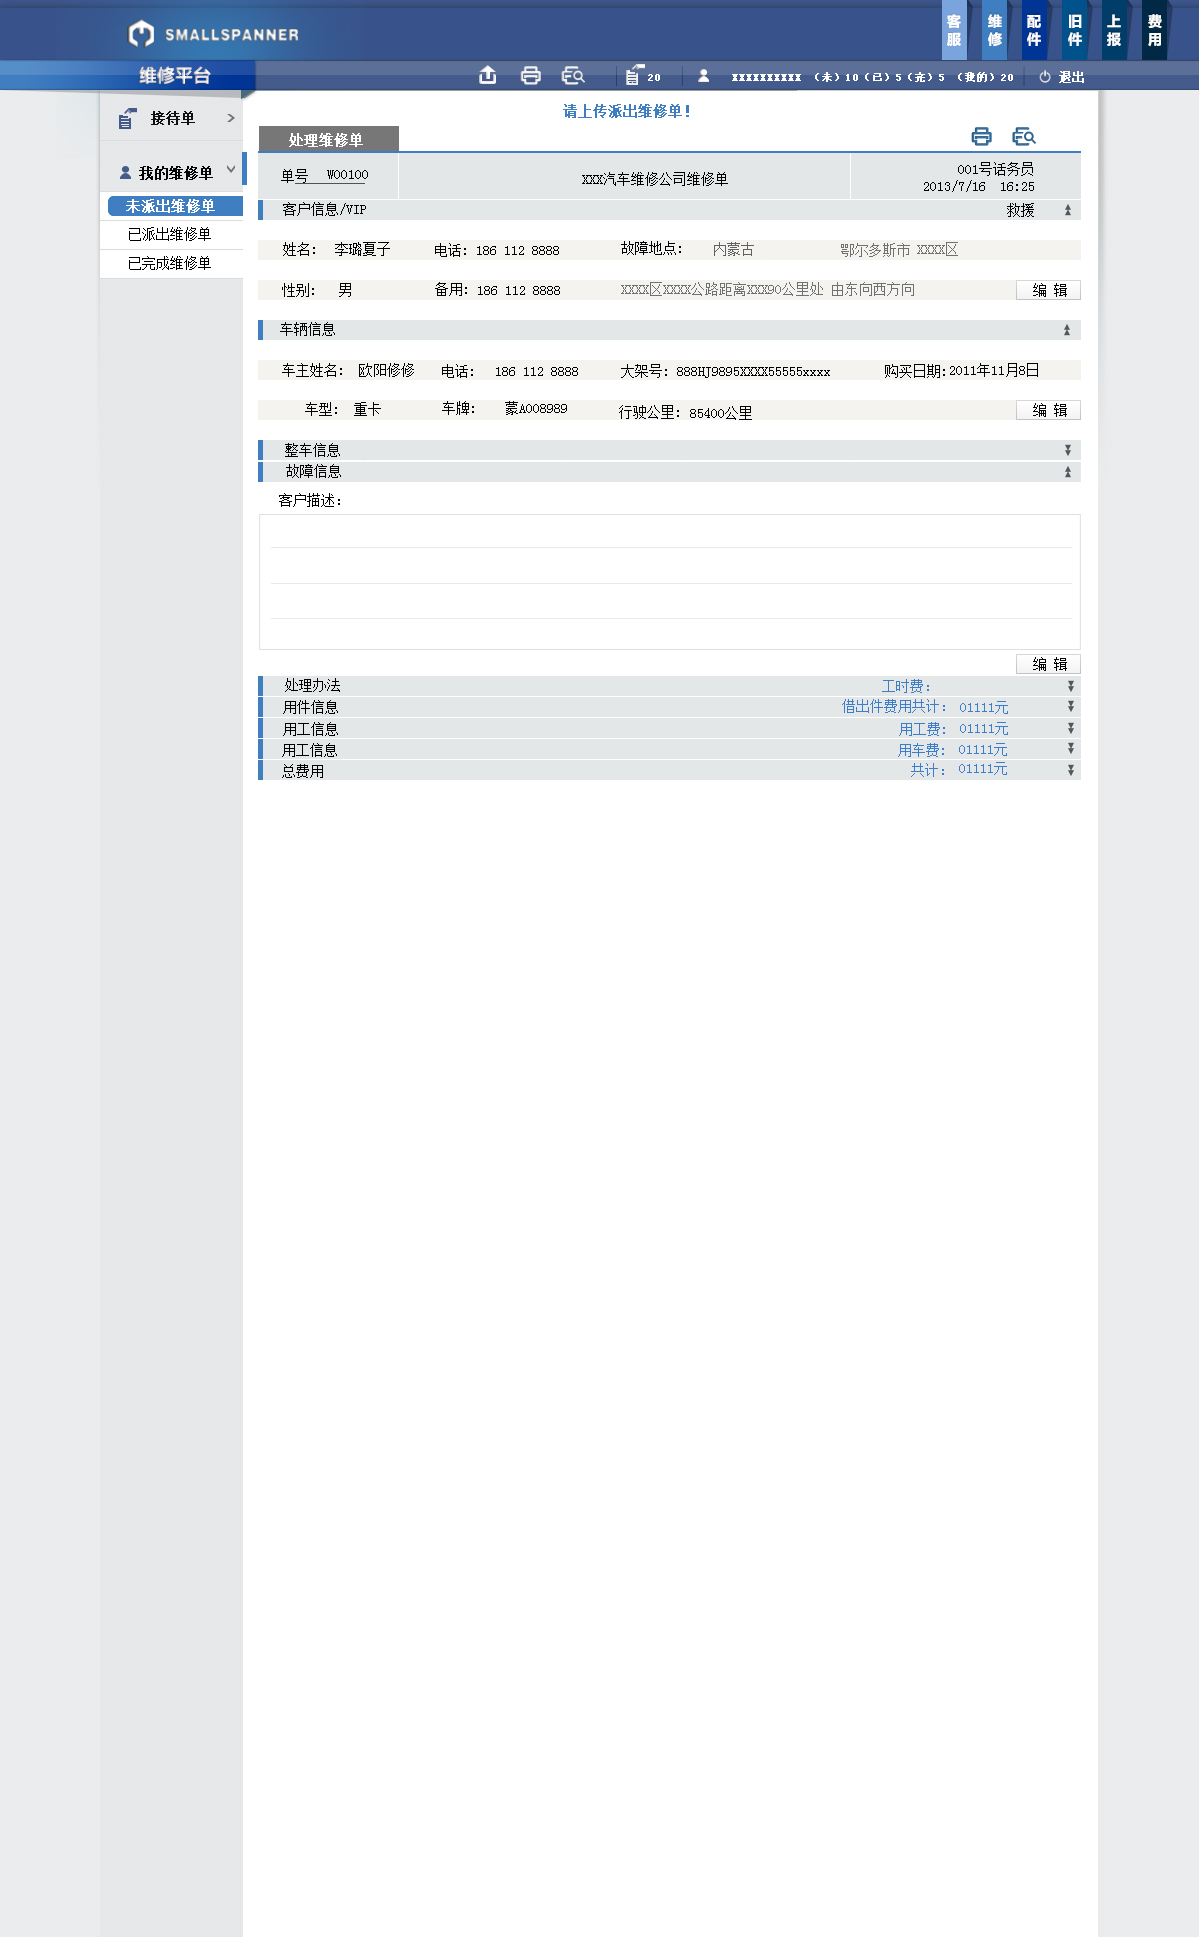 SMALLSPANNER
客服 维修 配件 旧件 上报 费用
维修平台
20 xxxxxxxxxx （未）10（已）5（完）5 （我的）20 退出
接待单
我的维修单
未派出维修单
已派出维修单
已完成维修单
请上传派出维修单！
处理维修单
单号 W00100
XXX汽车维修公司维修单
001号话务员
2013/7/16 16:25
客户信息/VIP 救援
姓名： 李璐夏子 电话：186 112 8888 故障地点： 内蒙古 鄂尔多斯市 XXXX区
性别： 男 备用：186 112 8888 XXXX区XXXX公路距离XXX90公里处 由东向西方向 编 辑
车辆信息
车主姓名： 欧阳修修 电话： 186 112 8888 大架号：888HJ9895XXXX55555xxxx 购买日期:2011年11月8日
车型： 重卡 车牌： 蒙A008989 行驶公里：85400公里 编 辑
整车信息
故障信息
客户描述：
编 辑
处理办法 工时费：
用件信息 借出件费用共计： 01111元
用工信息 用工费： 01111元
用工信息 用车费： 01111元
总费用 共计： 01111元